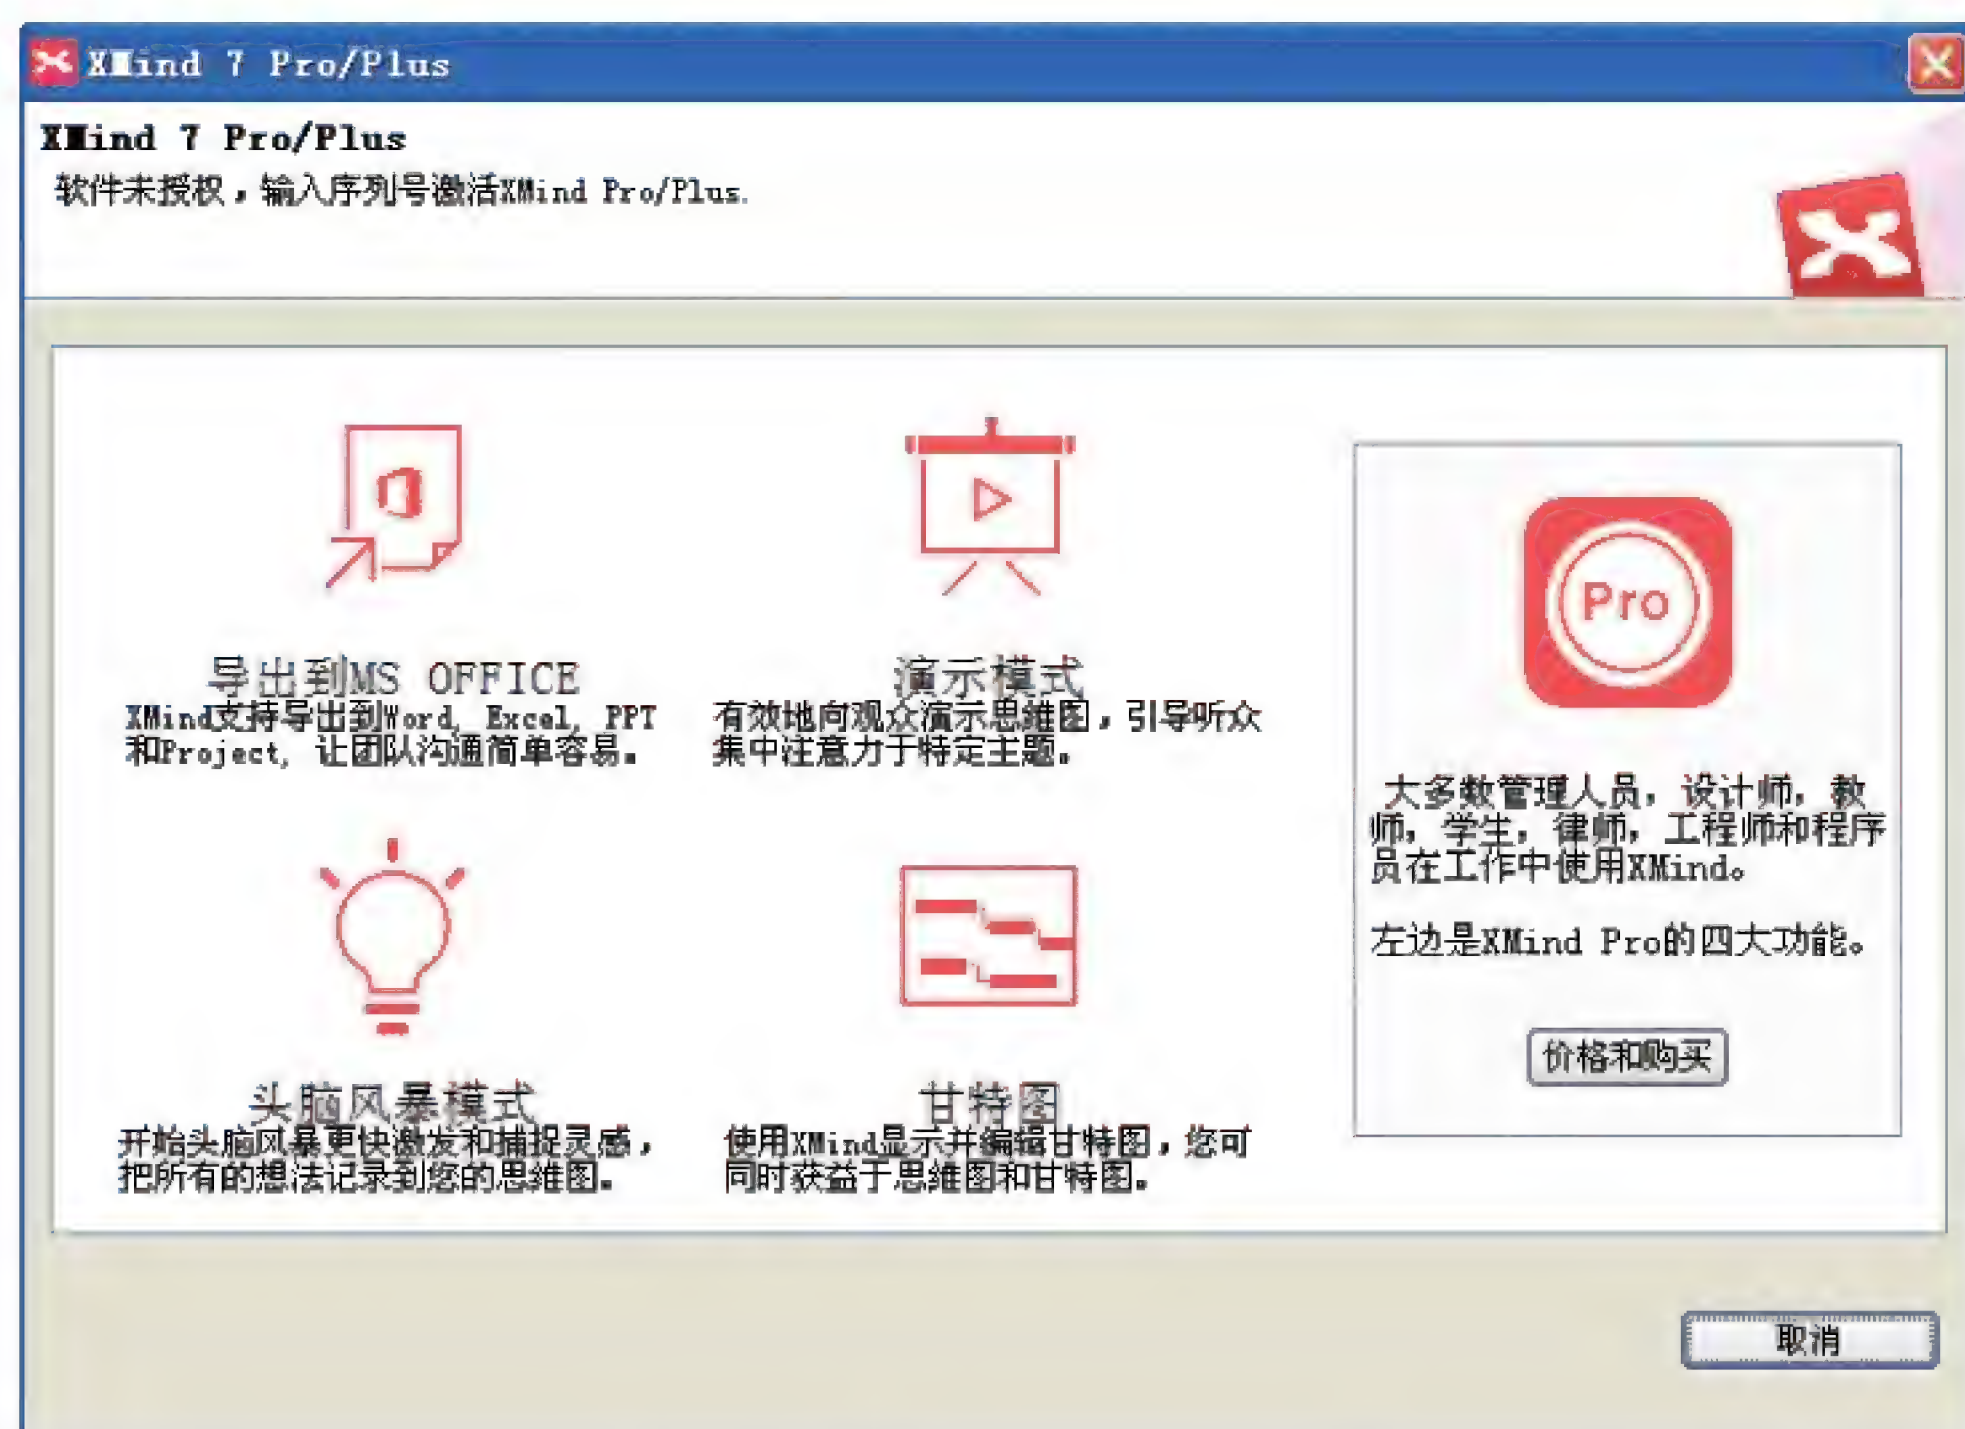 XMind 7 Pro/Plus
XMind 7 Pro/Plus
软件未授权，输入序列号激活XMind Pro/Plus.
导出到MS OFFICE
XMind支持导出到Word, Excel, PPT
和Project, 让团队沟通简单容易。
演示模式
有效地向观众演示思维图，引导听众
集中注意力于特定主题。
头脑风暴模式
开始头脑风暴更快激发和捕捉灵感，
把所有的想法记录到您的思维图。
甘特图
使用XMind显示并编辑甘特图，您可
同时获益于思维图和甘特图。
Pro
大多数管理人员，设计师，教
师，学生，律师，工程师和程序
员在工作中使用XMind。
左边是XMind Pro的四大功能。
价格和购买
取消